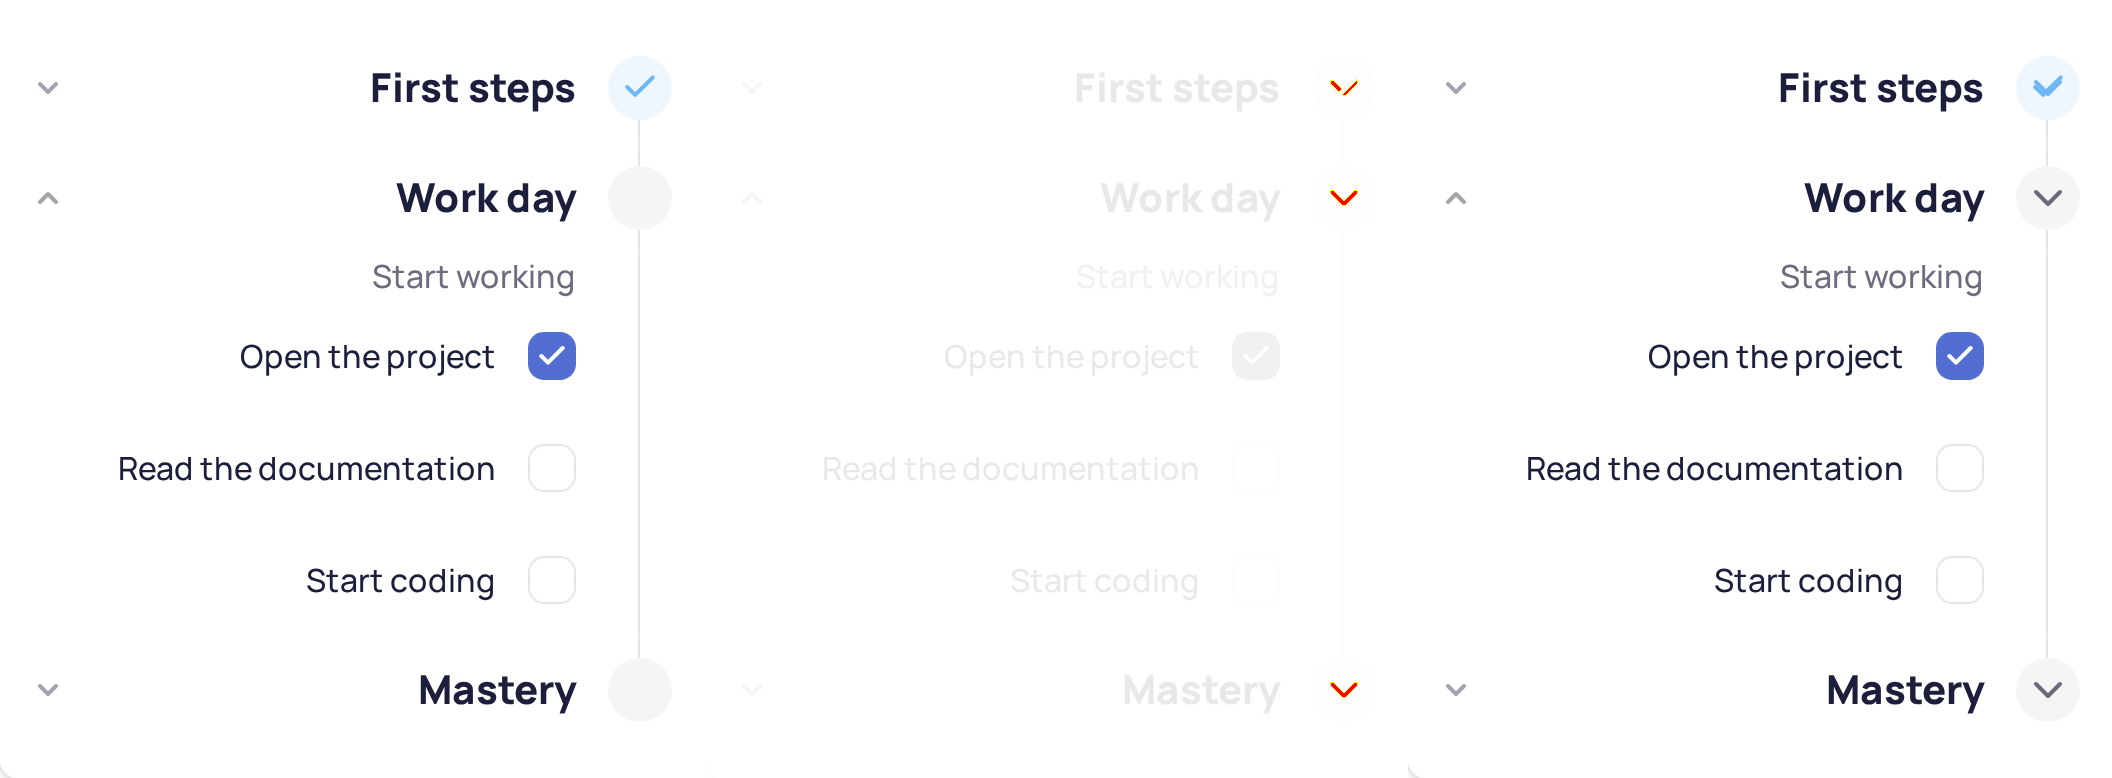 First steps
Work day
Start working
Open the project
Read the documentation
Start coding
Mastery
First steps
Work day
Start working
Open the project
Read the documentation
Start coding
Mastery
First steps
Work day
Start working
Open the project
Read the documentation
Start coding
Mastery